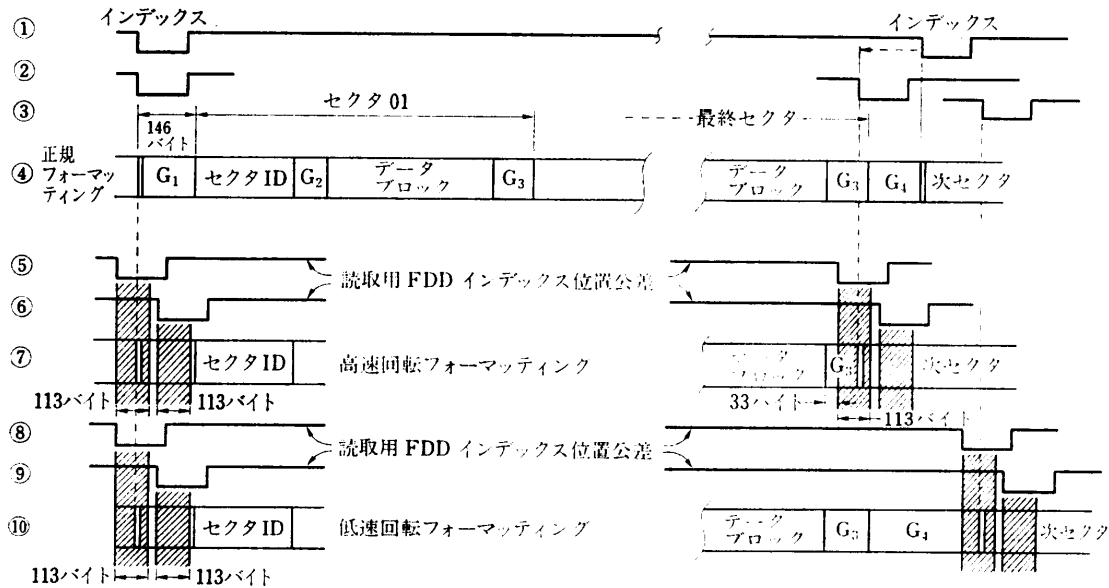 ① インデックス インデックス
②
③ セクタ 01 最終セクタ
146
バイト
④ 正規
フォーマッ
ティング
G₁ セクタ ID G₂ データ
ブロック G₃ データ
ブロック G₃ G₄ 次セクタ
⑤ 読取用 FDD インデックス位置公差
⑥
⑦ セクタ ID 高速回転フォーマッティング データ
ブロック G₃ 次セクタ
113バイト 113バイト 33バイト 113バイト
⑧ 読取用 FDD インデックス位置公差
⑨
⑩ セクタ ID 低速回転フォーマッティング データ
ブロック G₃ G₄ 次セクタ
113バイト 113バイト